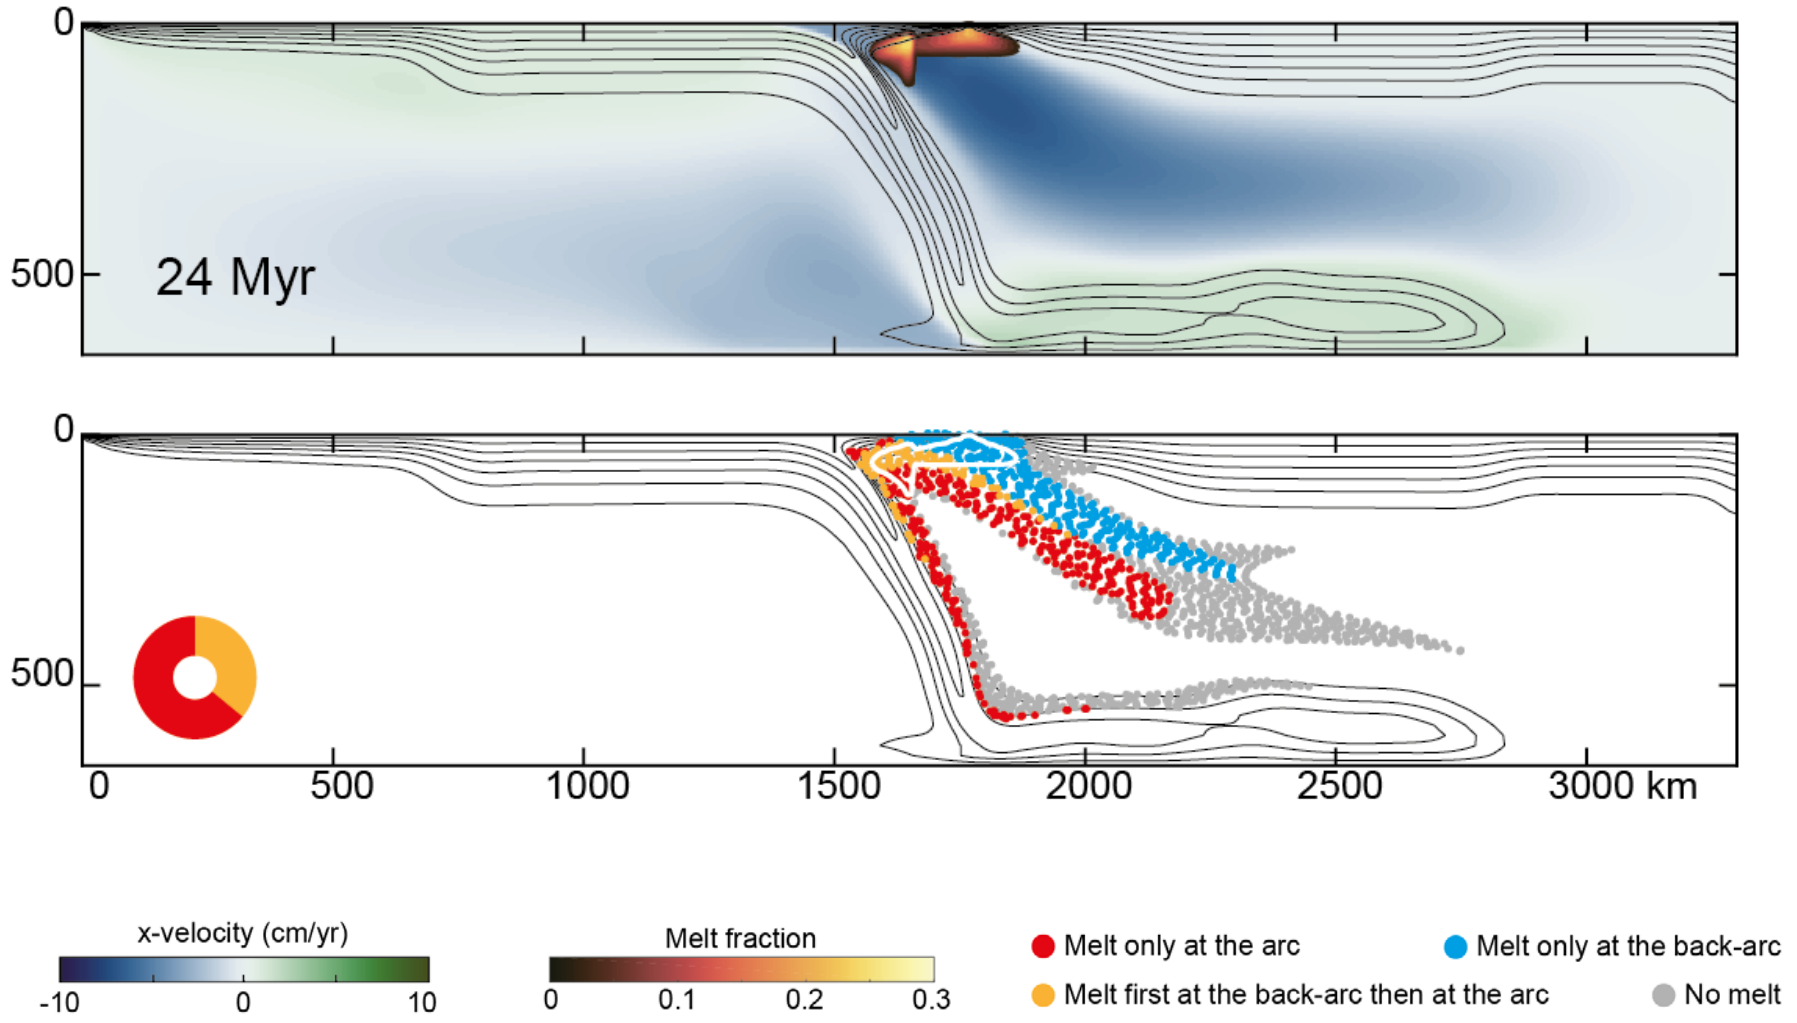 0
500
24 Myr
0
500
0 500 1000 1500 2000 2500 3000 km
x-velocity (cm/yr)
-10 0 10
Melt fraction
0 0.1 0.2 0.3
Melt only at the arc
Melt only at the back-arc
Melt first at the back-arc then at the arc
No melt